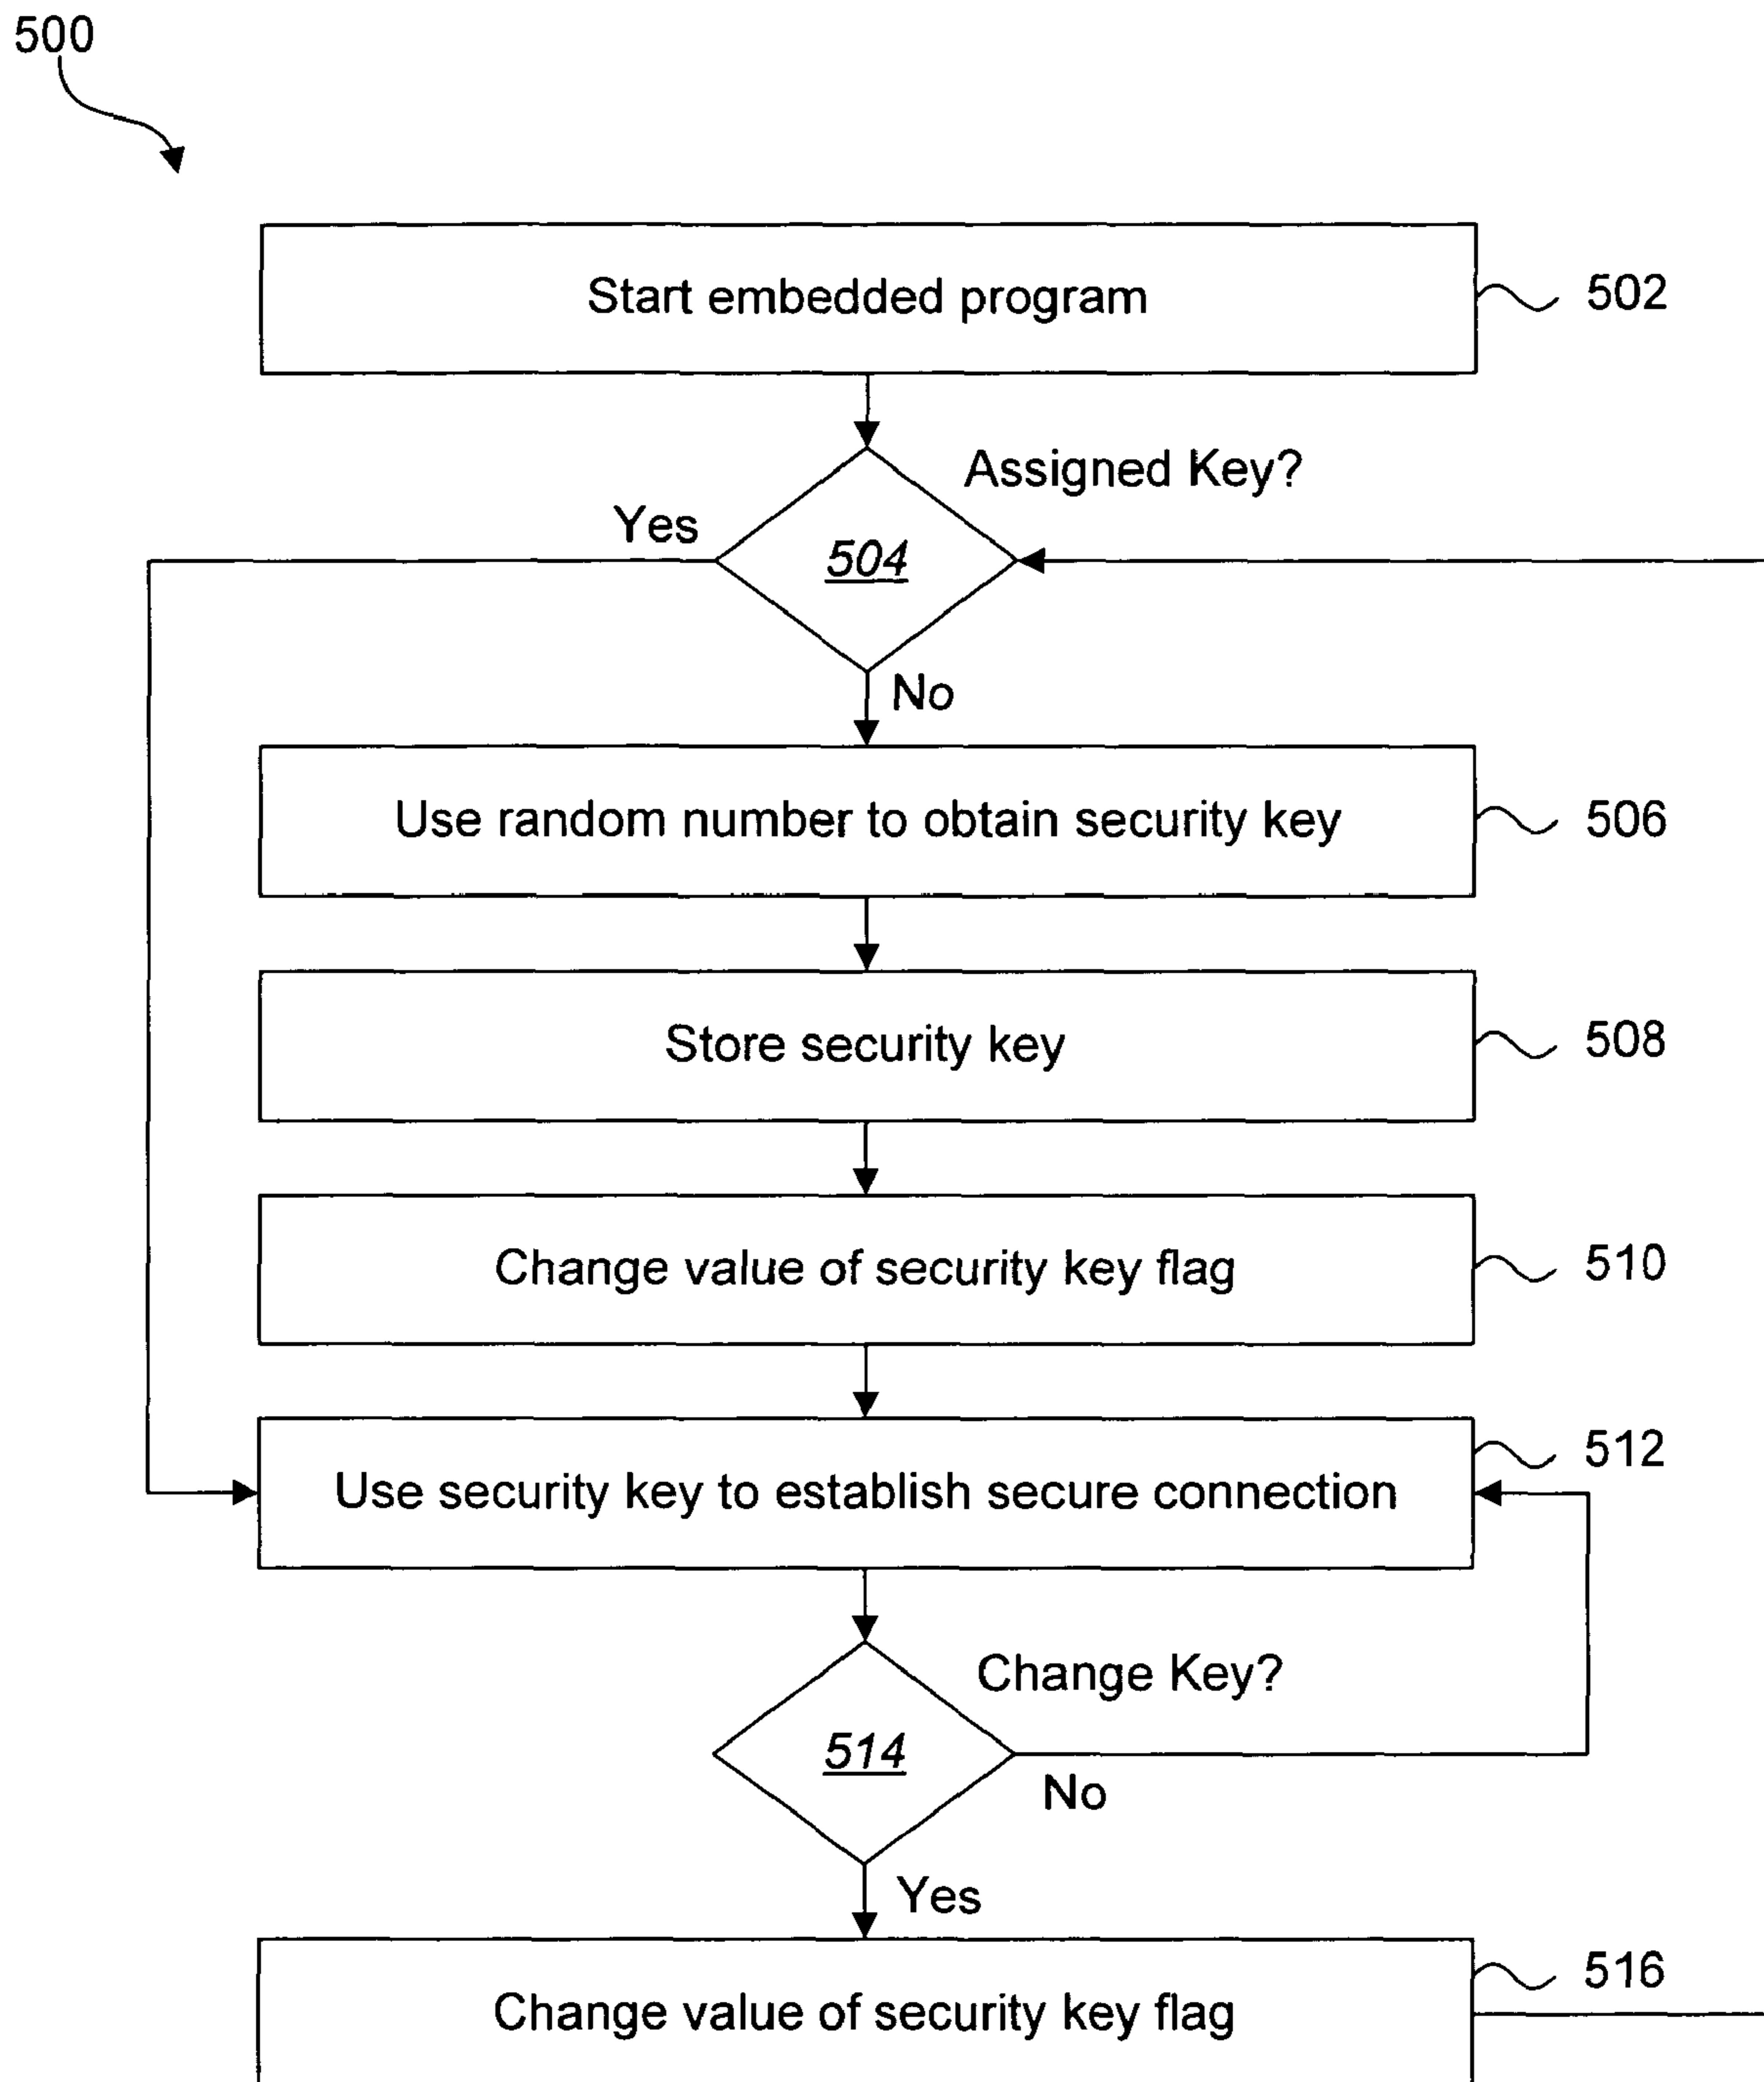 500
Start embedded program
502
Assigned Key?
Yes
504
No
Use random number to obtain security key
506
Store security key
508
Change value of security key flag
510
512
Use security key to establish secure connection
Change Key?
514
No
Yes
516
Change value of security key flag